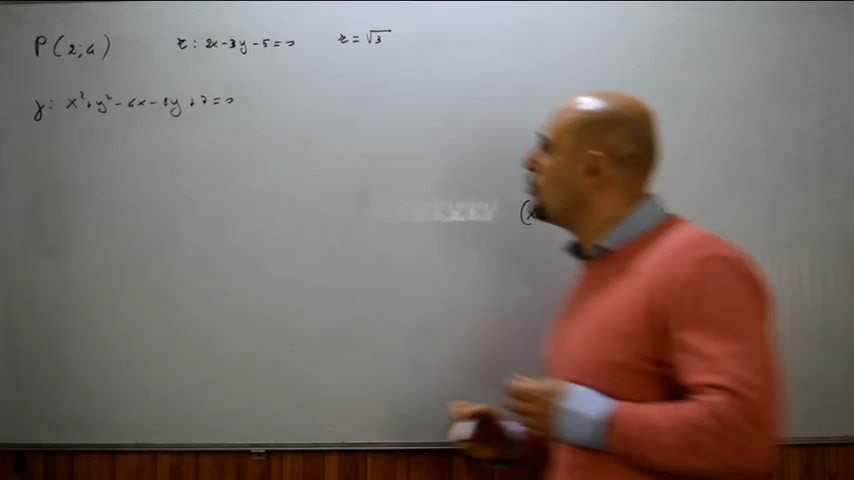 P(2;4) r: 2x-3y-5=0 r=√3
γ: x²+y²-6x-8y+7=0
(x